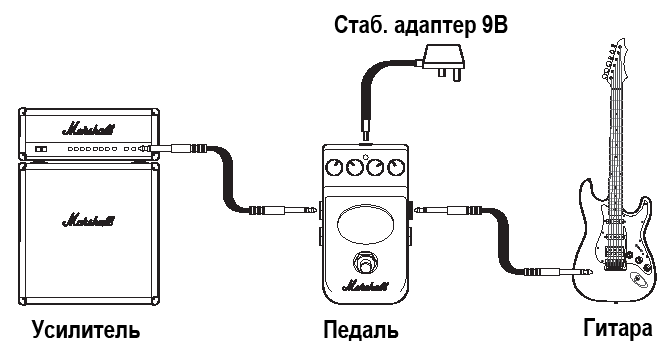 Стаб. адаптер 9В
Marshall
Marshall
Marshall
Усилитель
Педаль
Гитара